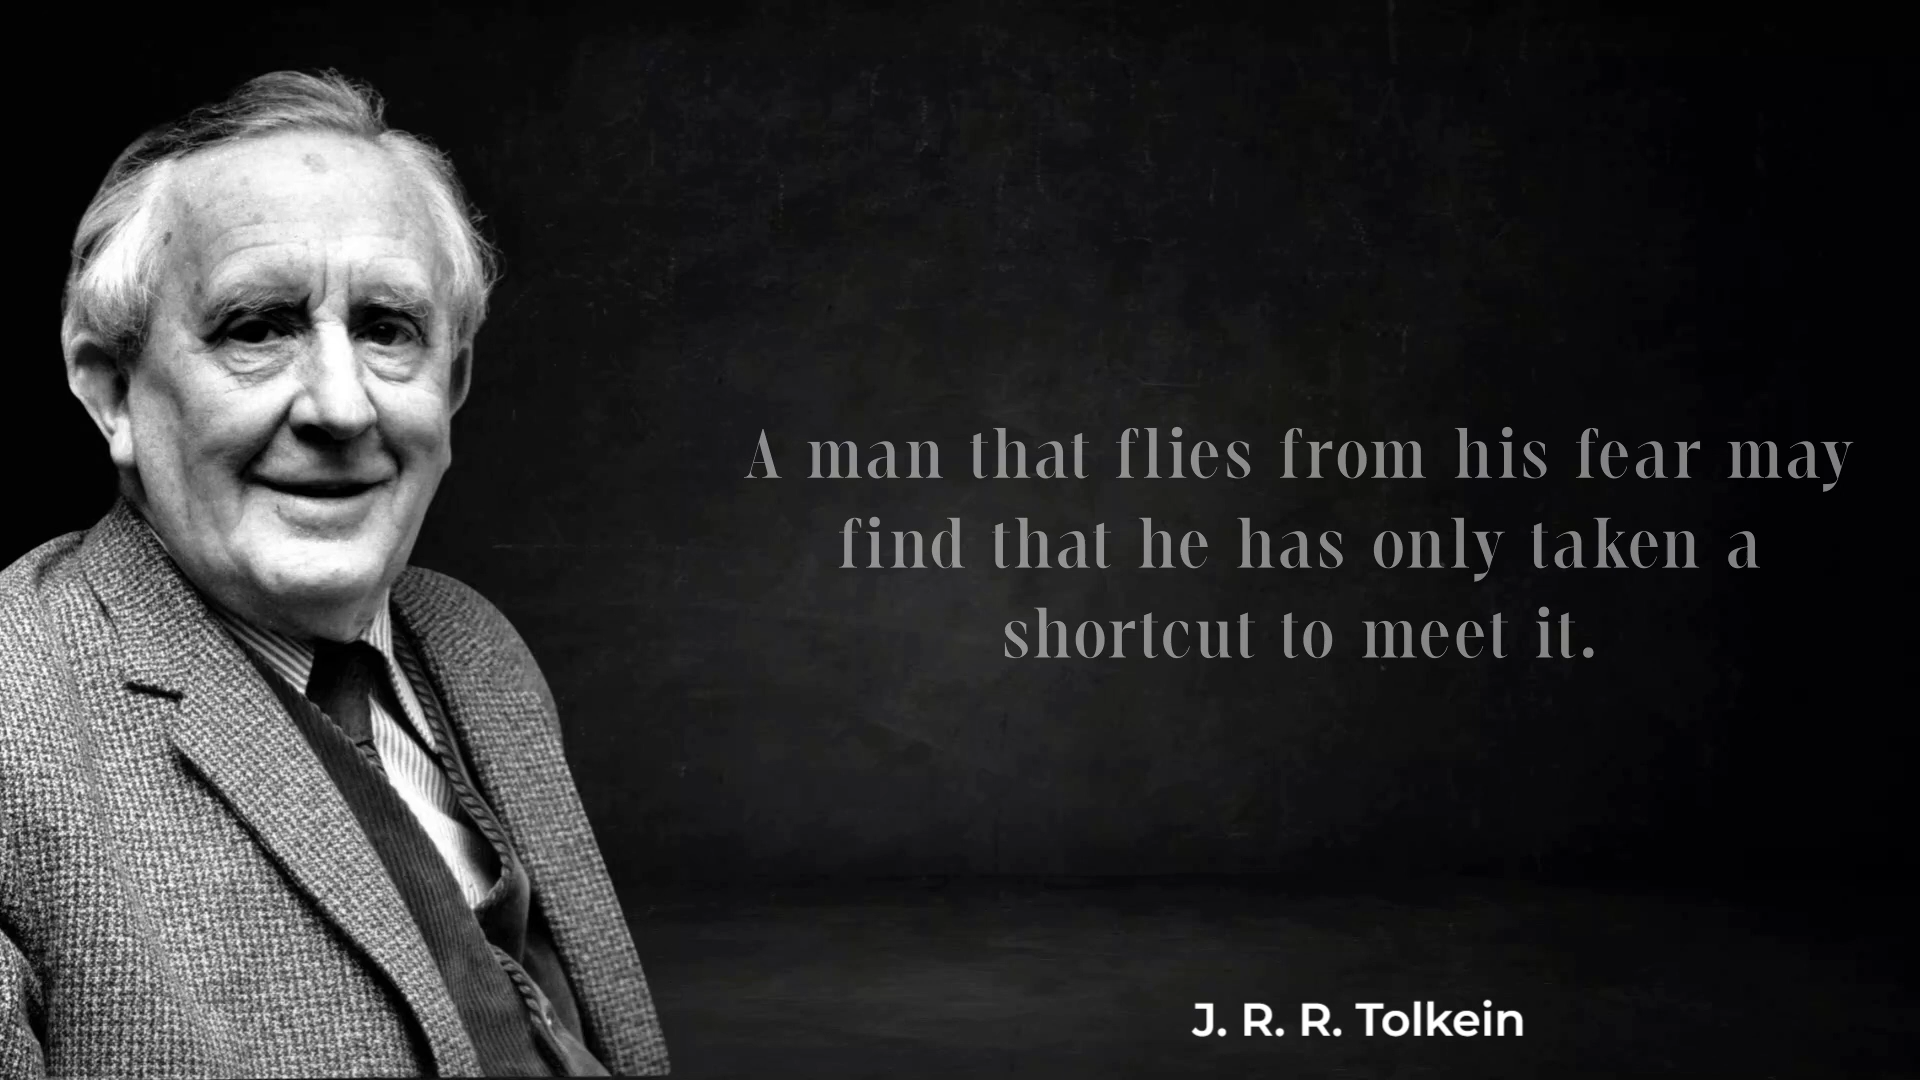 A man that flies from his fear may
find that he has only taken a
shortcut to meet it.
J. R. R. Tolkein